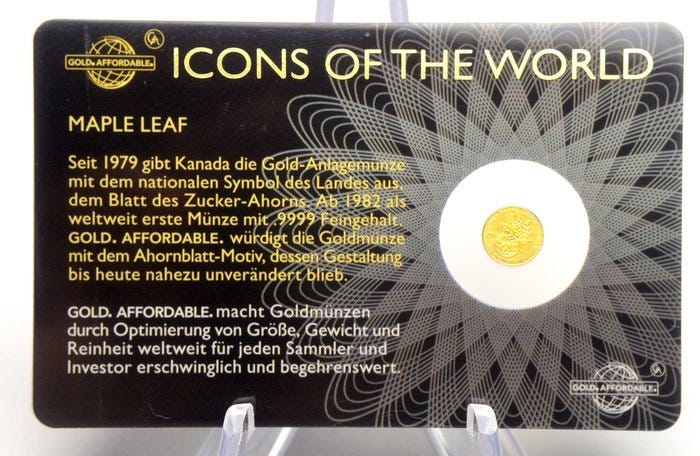 GOLD. AFFORDABLE.
GA
ICONS OF THE WORLD
MAPLE LEAF
Seit 1979 gibt Kanada die Gold-Anlagemünze
mit dem nationalen Symbol des Landes aus,
dem Blatt des Zucker-Ahorns. Ab 1982 als
weltweit erste Münze mit .9999 Feingehalt.
GOLD. AFFORDABLE. würdigt die Goldmünze
mit dem Ahornblatt-Motiv, dessen Gestaltung
bis heute nahezu unverändert blieb.
GOLD. AFFORDABLE. macht Goldmünzen
durch Optimierung von Größe, Gewicht und
Reinheit weltweit für jeden Sammler und
Investor erschwinglich und begehrenswert.
GA
GOLD. AFFORDABLE.